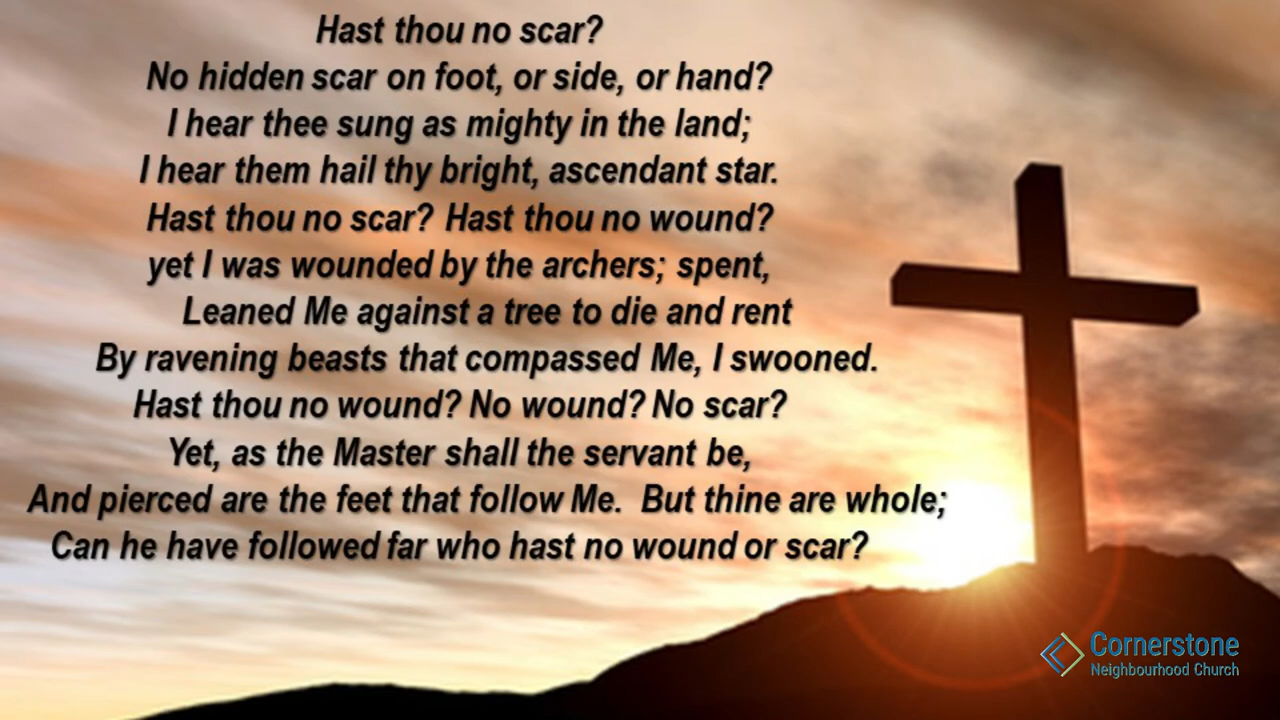 Hast thou no scar?
No hidden scar on foot, or side, or hand?
I hear thee sung as mighty in the land;
I hear them hail thy bright, ascendant star.
Hast thou no scar? Hast thou no wound?
yet I was wounded by the archers; spent,
Leaned Me against a tree to die and rent
By ravening beasts that compassed Me, I swooned.
Hast thou no wound? No wound? No scar?
Yet, as the Master shall the servant be,
And pierced are the feet that follow Me. But thine are whole;
Can he have followed far who hast no wound or scar?
Cornerstone
Neighbourhood Church